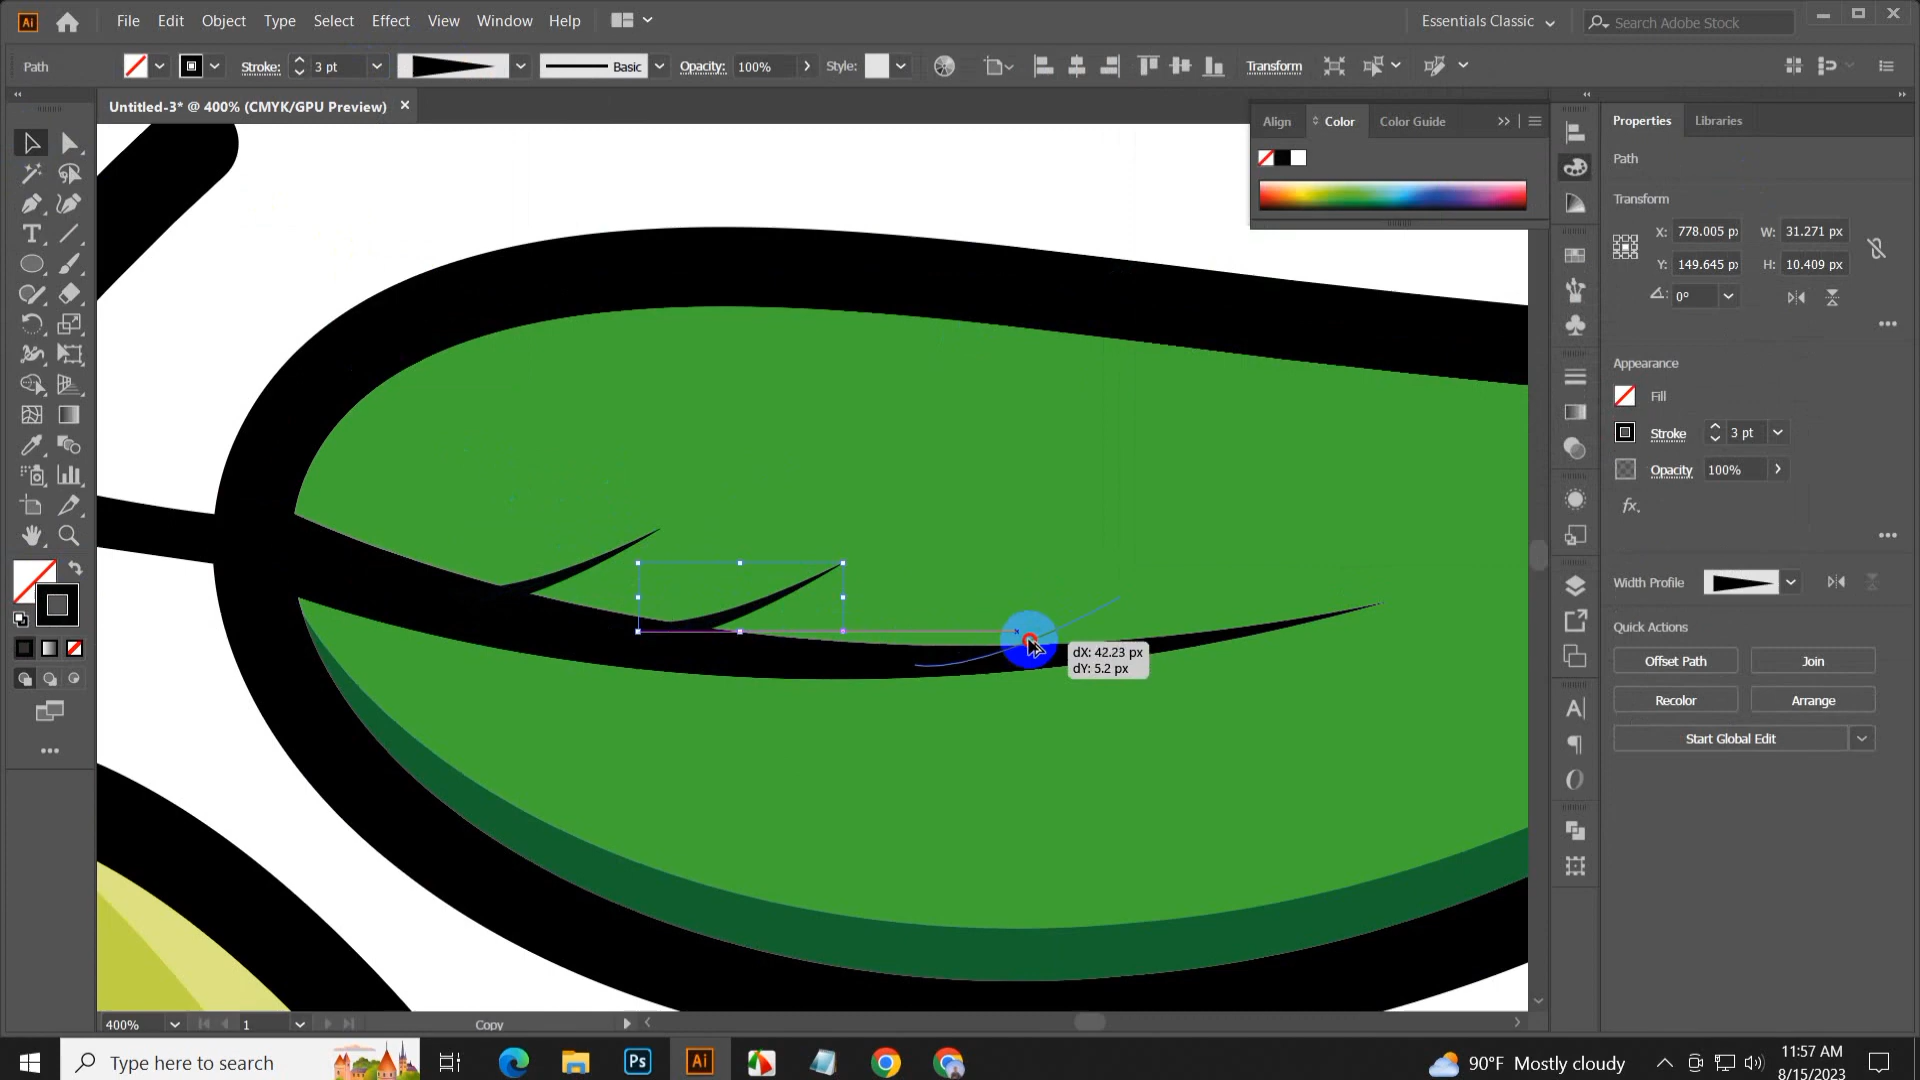 Ai File Edit Object Type Select Effect View Window Help Essentials Classic Search Adobe Stock
Path Stroke: 3 pt Basic Opacity: 100% Style: Transform
Untitled-3* @ 400% (CMYK/GPU Preview)
Align Color Color Guide
Properties Libraries
Path
Transform
X: 778.005 px W: 31.271 px
Y: 149.645 px H: 10.409 px
0°
Appearance
Fill
Stroke 3 pt
Opacity 100%
fx.
Width Profile
Quick Actions
Offset Path Join
Recolor Arrange
Start Global Edit
dX: 42.23 px
dY: 5.2 px
400% 1 Copy
Type here to search Ps Ai 90°F Mostly cloudy
11:57 AM
8/15/2023